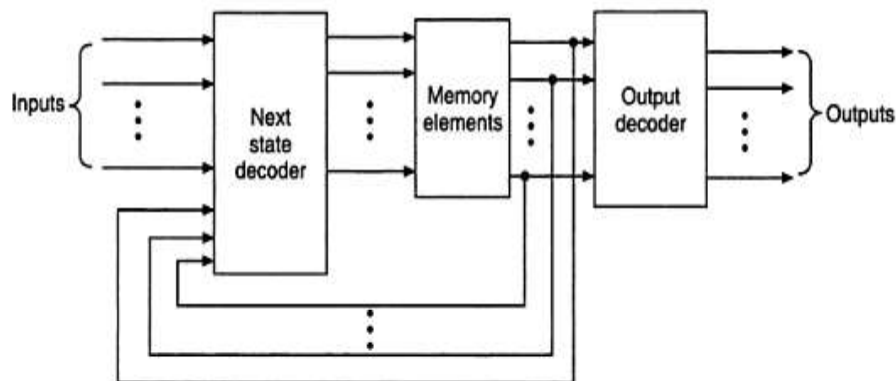 Inputs
Next
state
decoder
Memory
elements
Output
decoder
Outputs